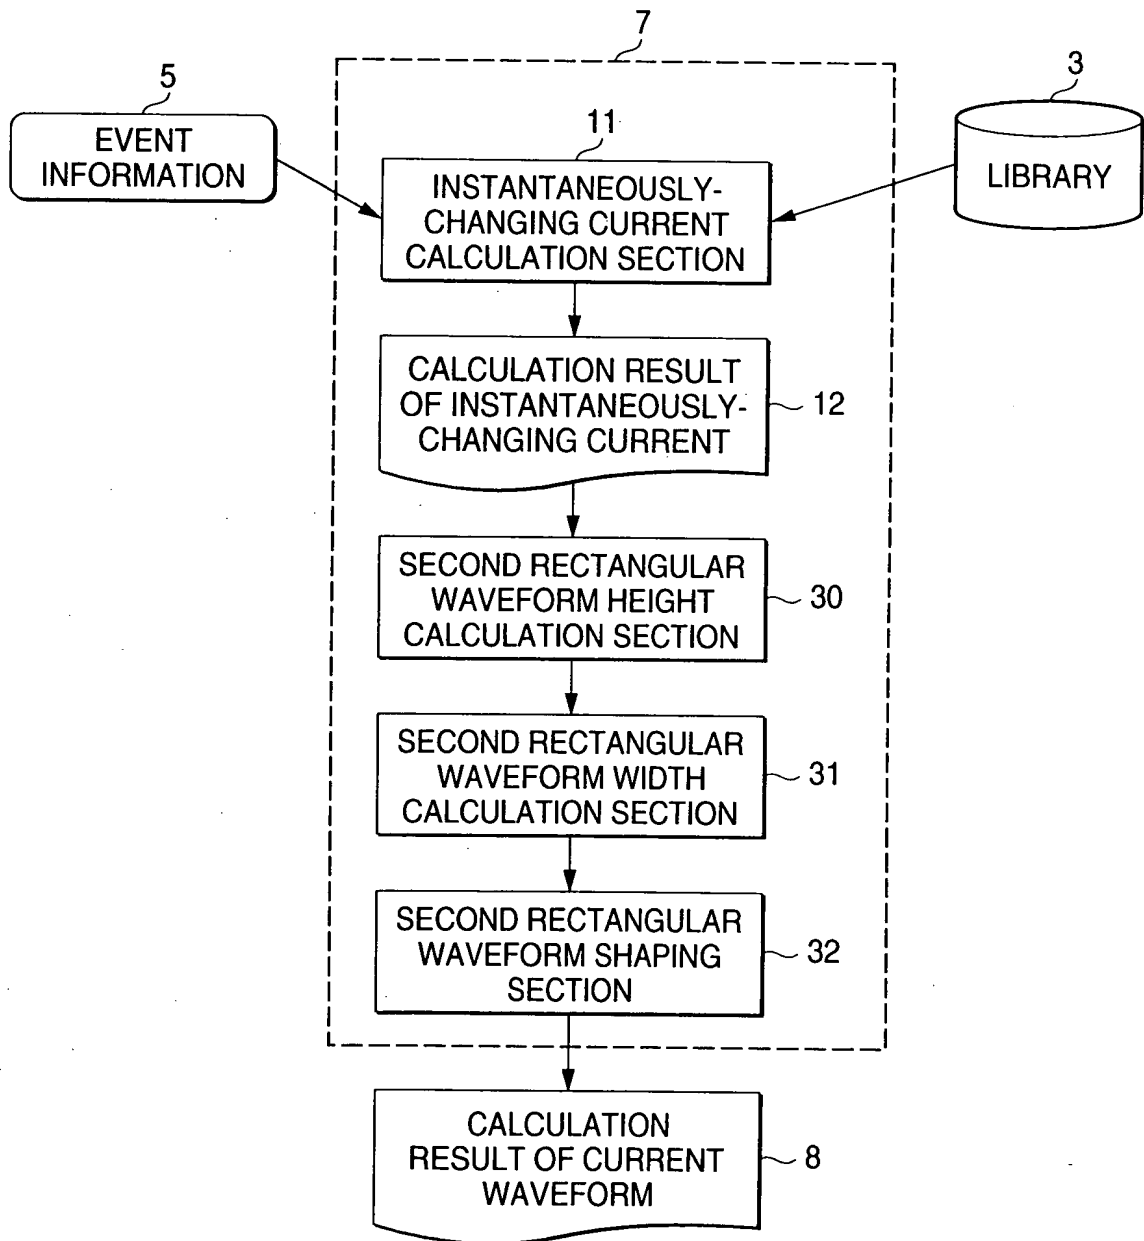 7
5
3
EVENT
INFORMATION
11
LIBRARY
INSTANTANEOUSLY-
CHANGING CURRENT
CALCULATION SECTION
CALCULATION RESULT
OF INSTANTANEOUSLY-
CHANGING CURRENT
12
SECOND RECTANGULAR
WAVEFORM HEIGHT
CALCULATION SECTION
30
SECOND RECTANGULAR
WAVEFORM WIDTH
CALCULATION SECTION
31
SECOND RECTANGULAR
WAVEFORM SHAPING
SECTION
32
CALCULATION
RESULT OF CURRENT
WAVEFORM
8